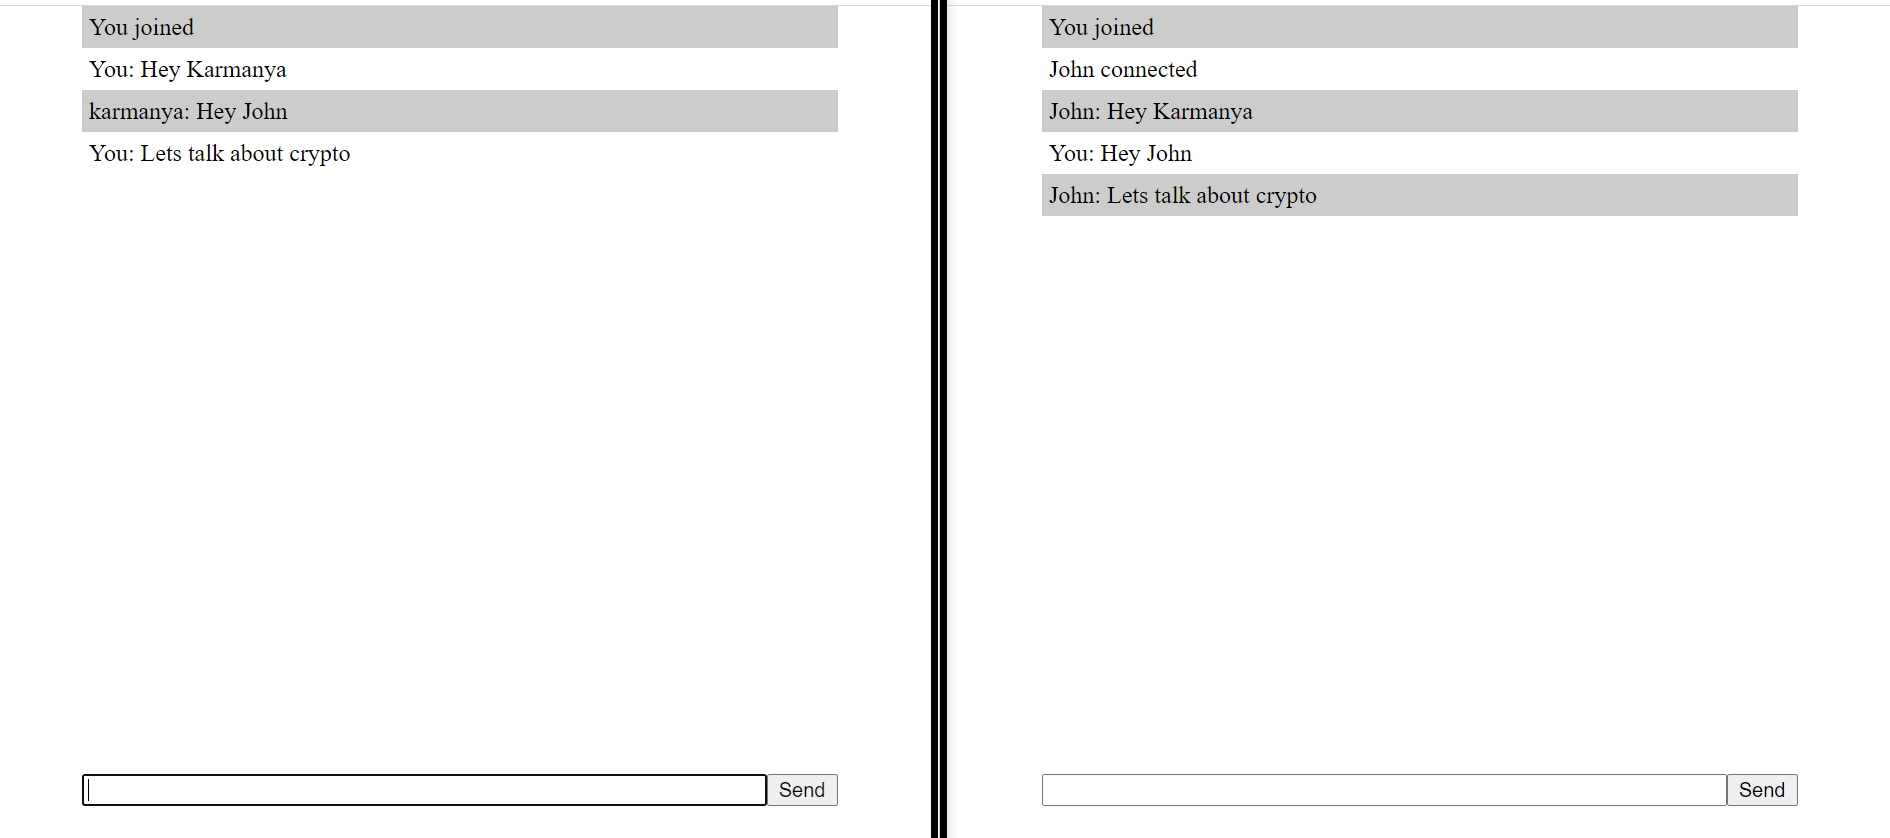 You joined
You: Hey Karmanya
karmanya: Hey John
You: Lets talk about crypto
Send
You joined
John connected
John: Hey Karmanya
You: Hey John
John: Lets talk about crypto
Send